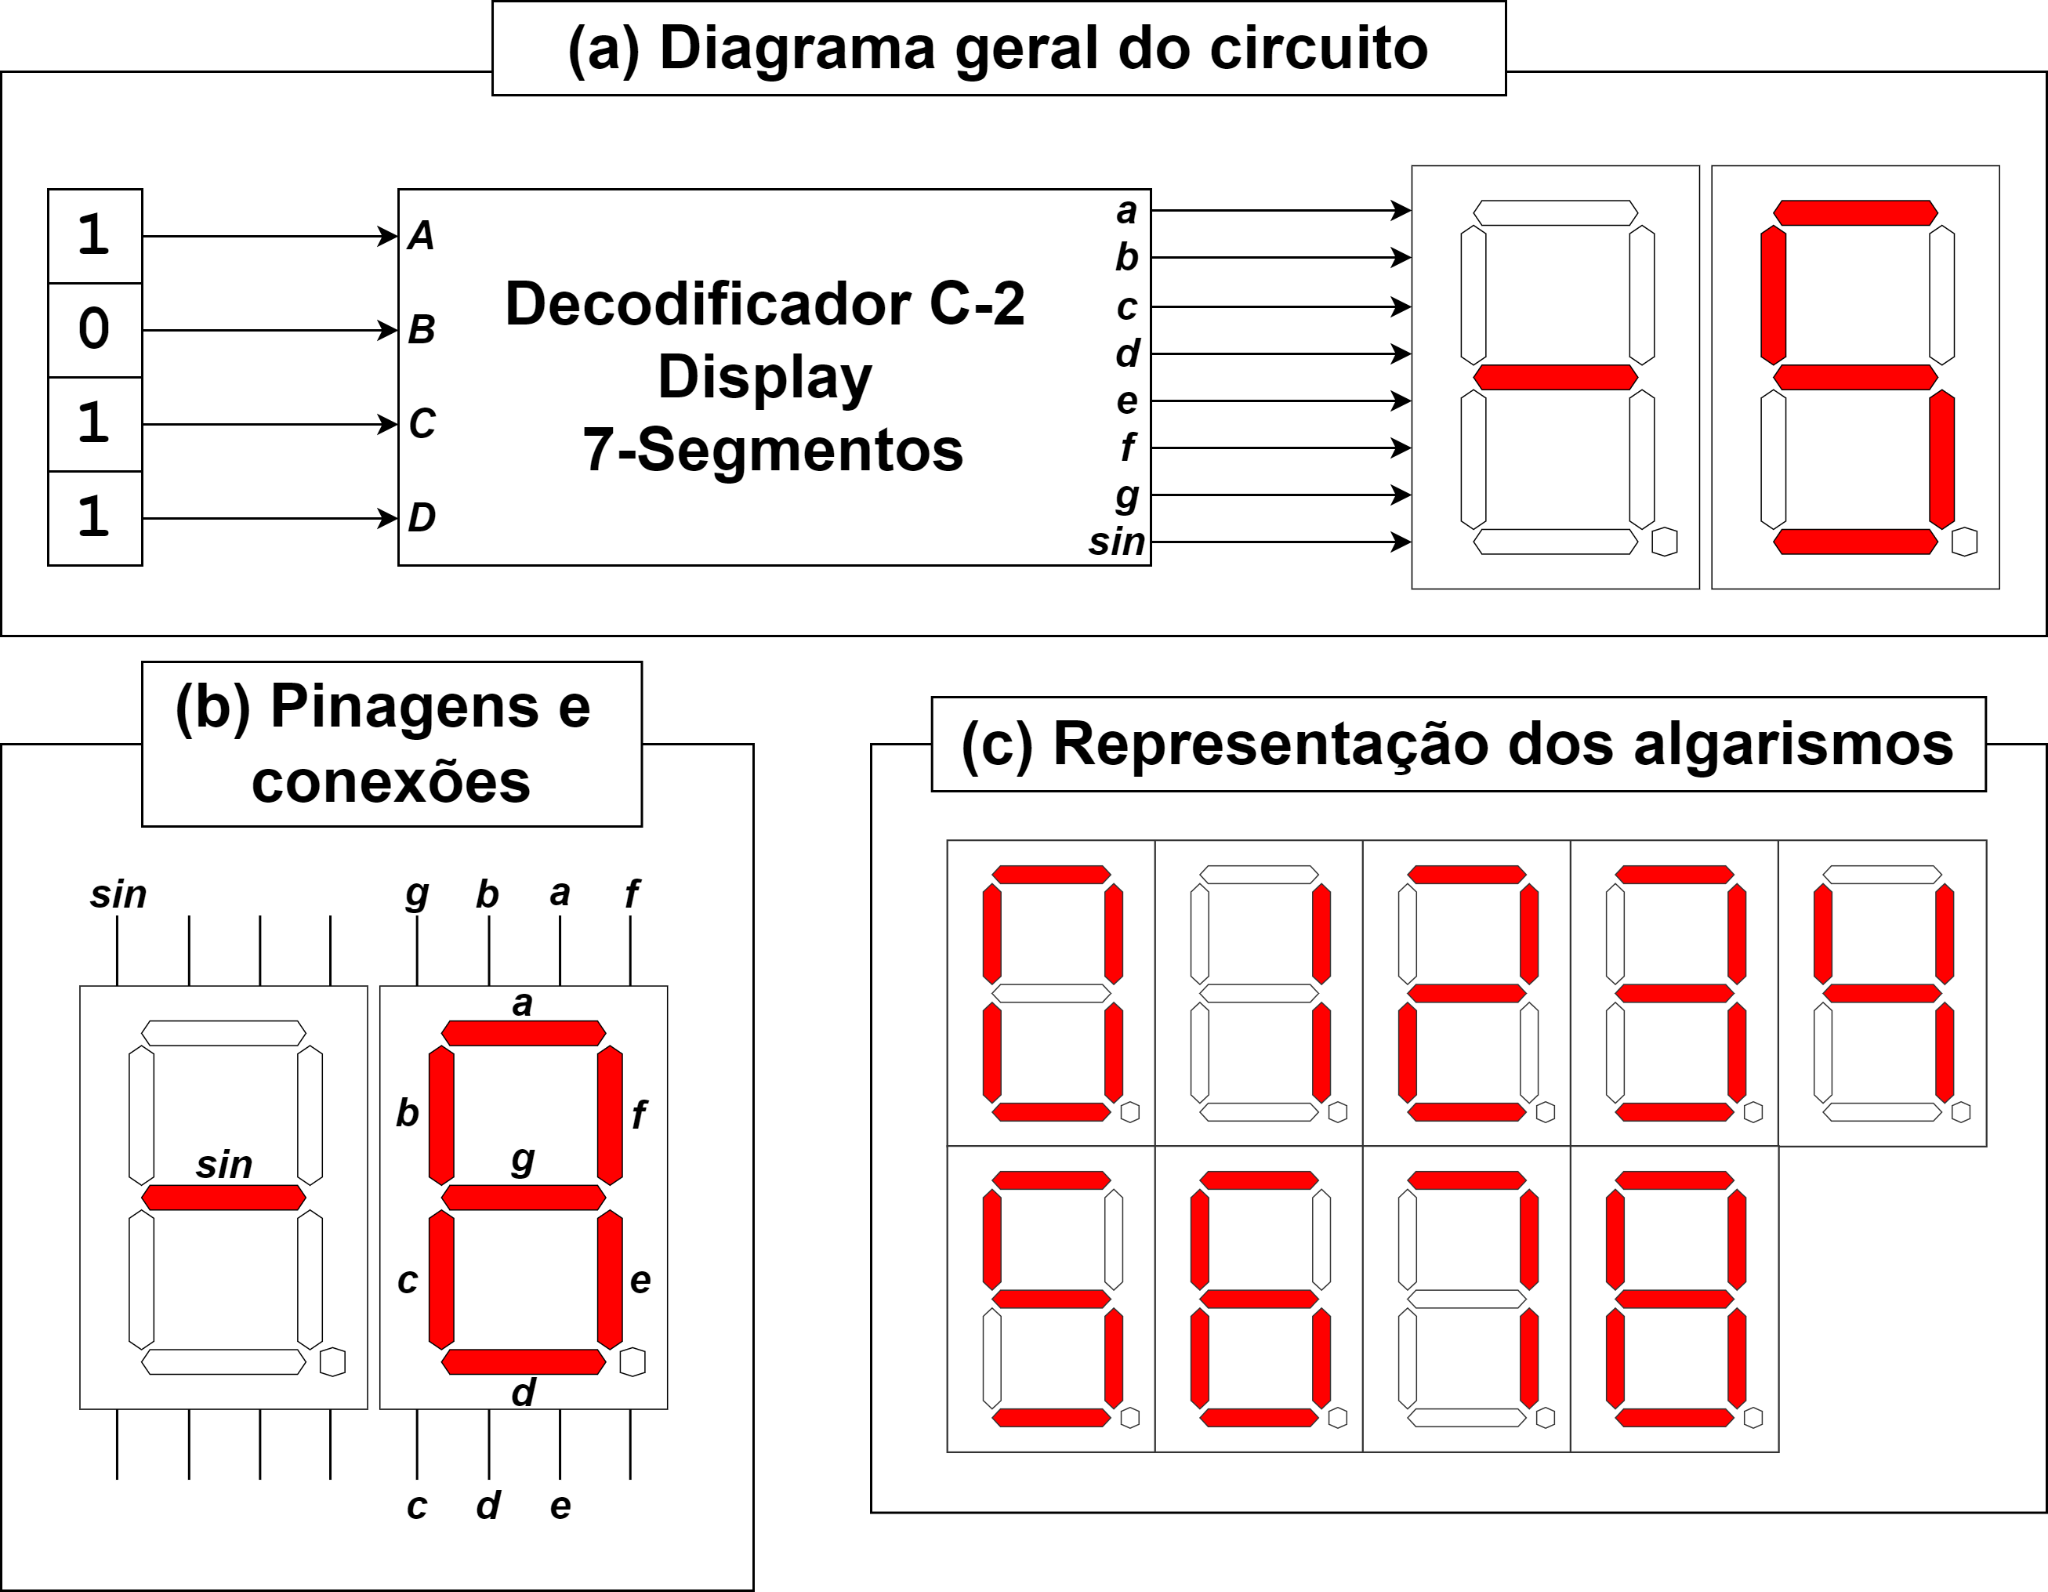 (a) Diagrama geral do circuito
1
0
1
1
A
B
C
D
Decodificador C-2
Display
7-Segmentos
a
b
c
d
e
f
g
sin
(b) Pinagens e
conexões
sin
g b a f
a
b
f
sin
g
c
e
d
c d e
(c) Representação dos algarismos